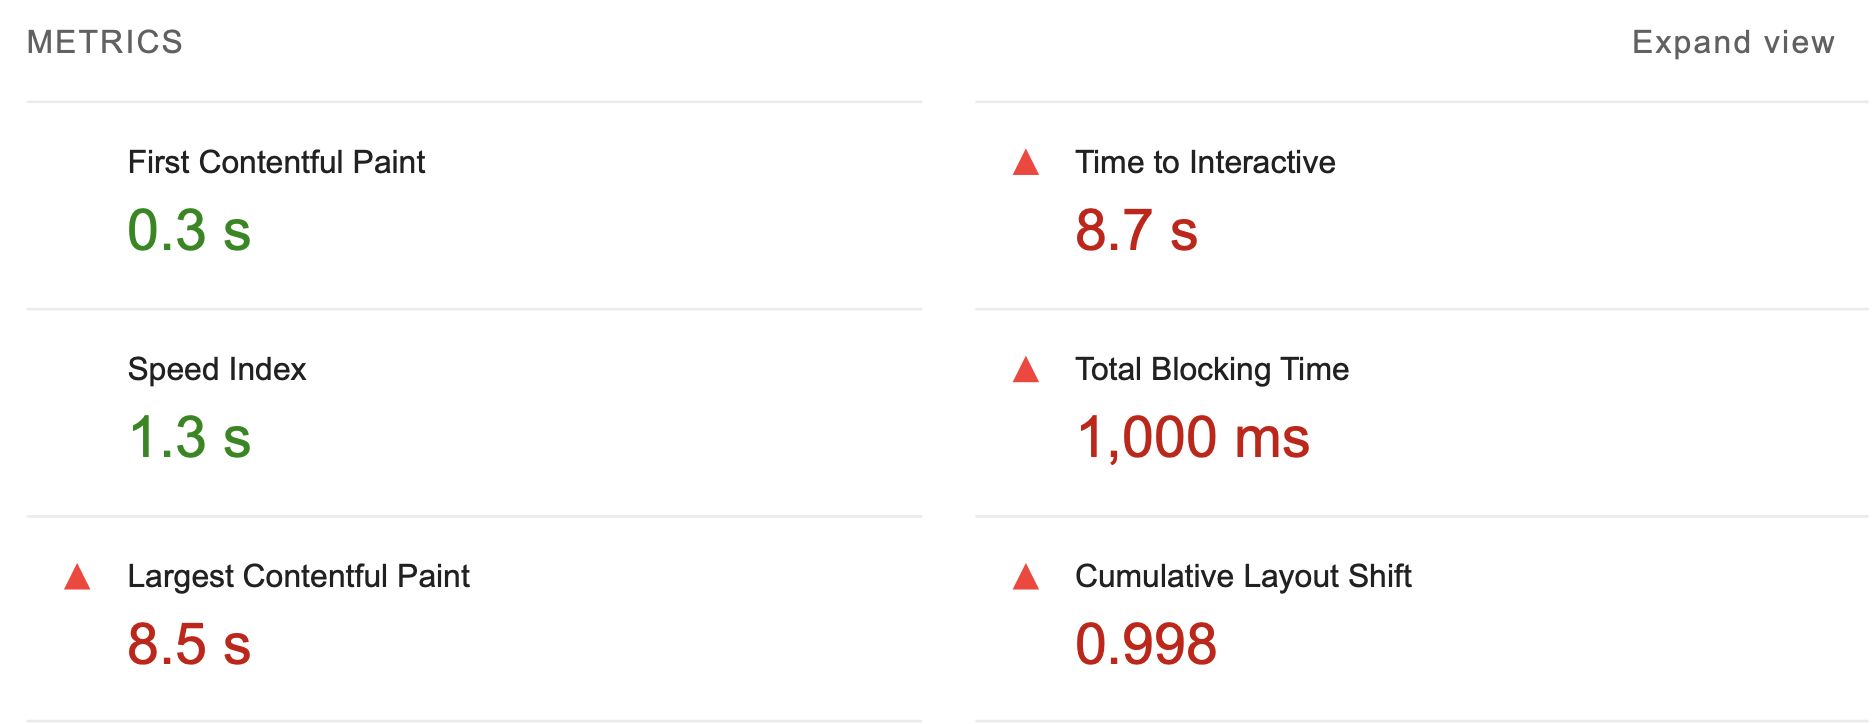 METRICS
Expand view
First Contentful Paint
0.3 s
Time to Interactive
8.7 s
Speed Index
1.3 s
Total Blocking Time
1,000 ms
Largest Contentful Paint
8.5 s
Cumulative Layout Shift
0.998